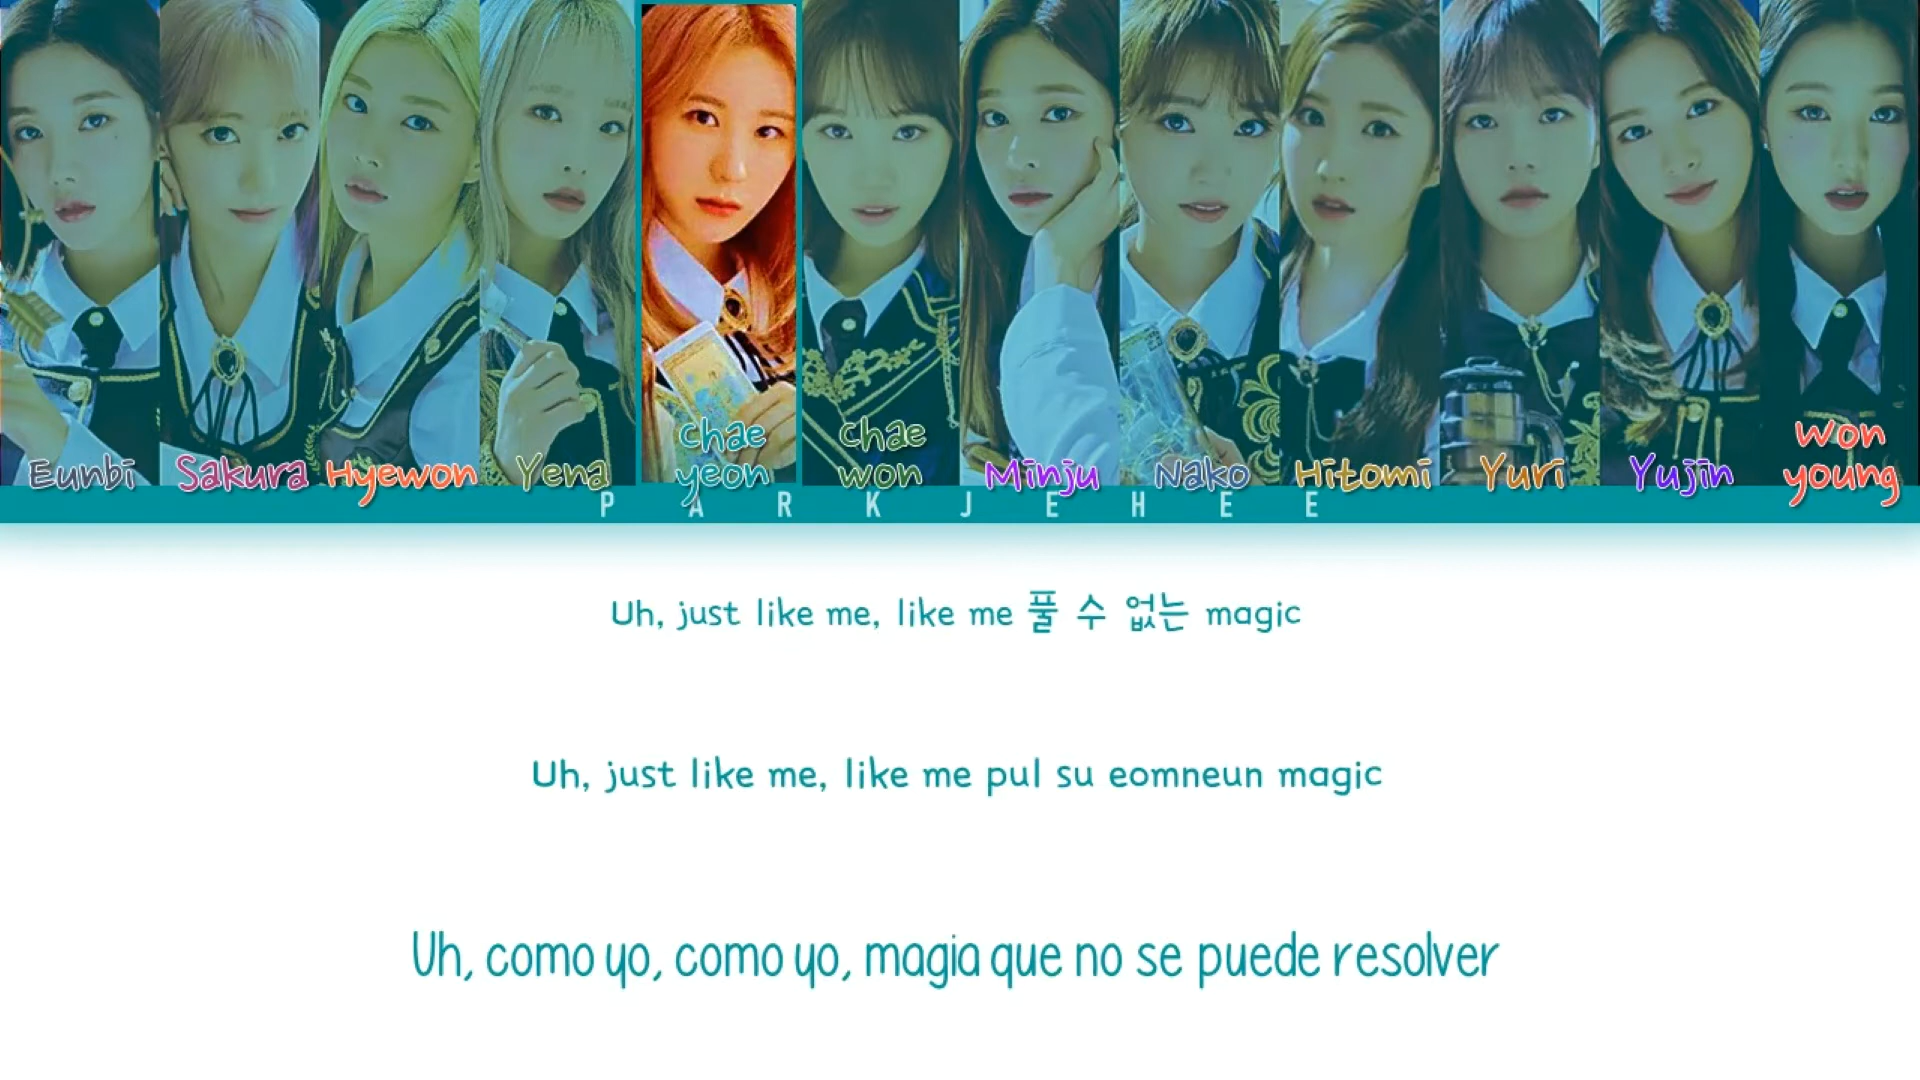 Eunbi Sakura Hyewon Yena chae yeon chae won Minju Nako Hitomi Yuri Yujin won young
PARKJEHEE
Uh, just like me, like me 풀 수 없는 magic
Uh, just like me, like me pul su eomneun magic
Uh, como yo, como yo, magia que no se puede resolver